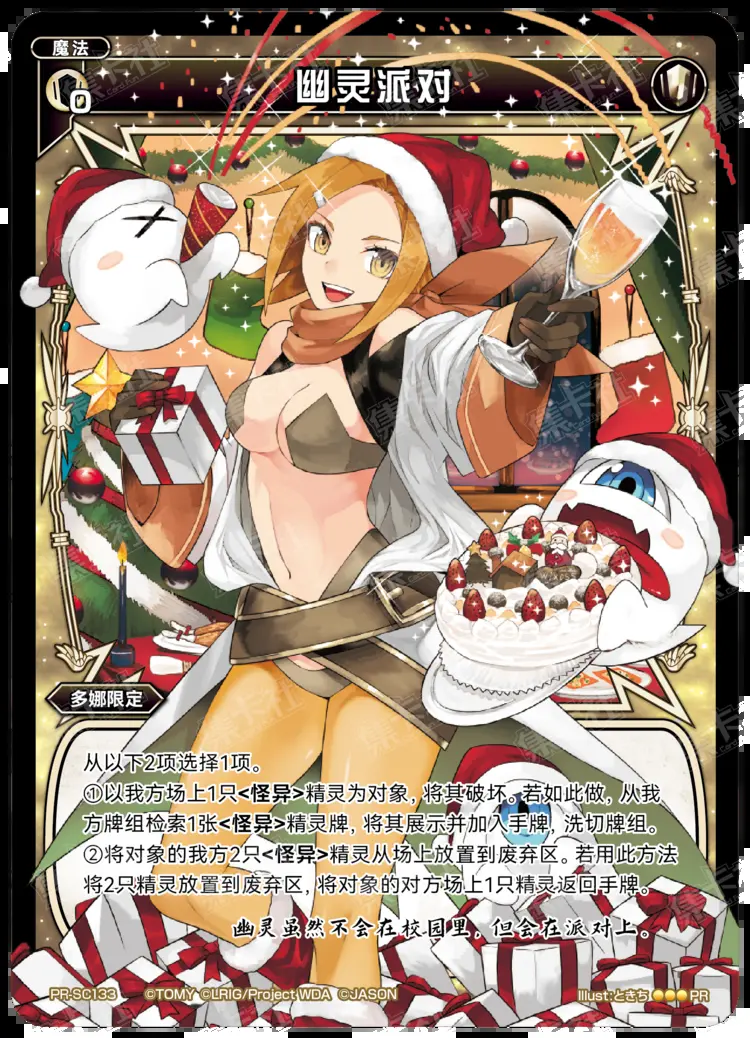 魔法
0
幽灵派对
多娜限定
从以下2项选择1项。
①以我方场上1只<怪异>精灵为对象，将其破坏。若如此做，从我
方牌组检索1张<怪异>精灵牌，将其展示并加入手牌，洗切牌组。
②将对象的我方2只<怪异>精灵从场上放置到废弃区。若用此方法
将2只精灵放置到废弃区，将对象的对方场上1只精灵返回手牌。
幽灵虽然不会在校园里，但会在派对上。
PR-SC133 ©TOMY ©LRIG/Project WDA ©JASON Illust:ときち PR
集卡社